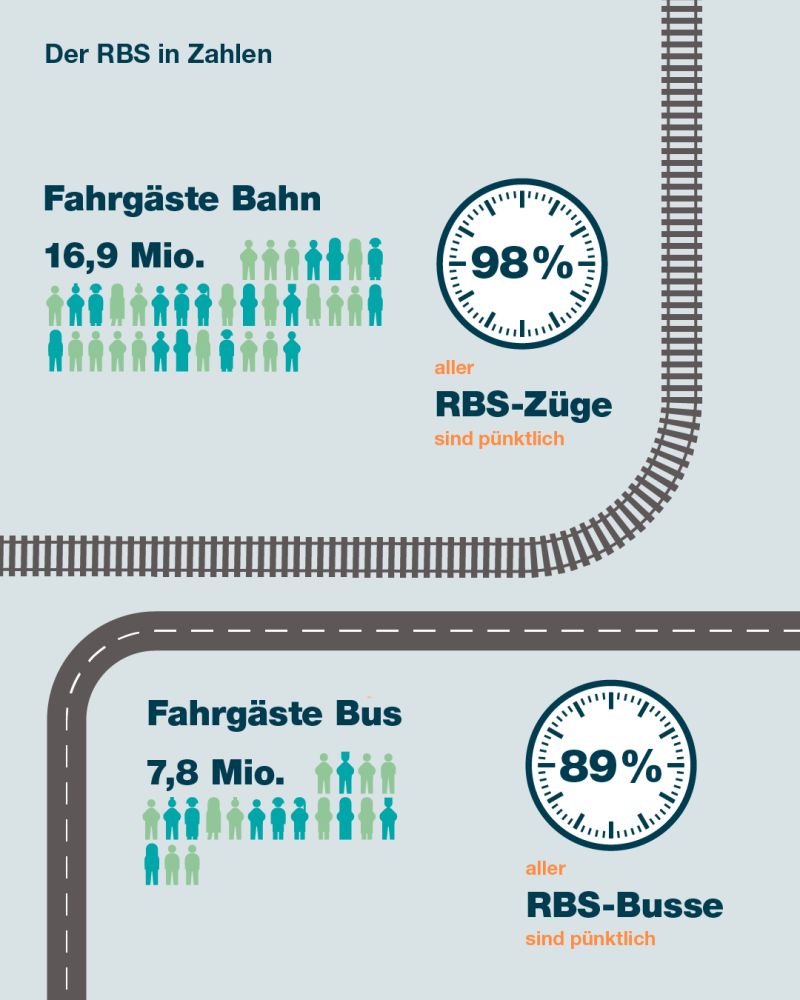 Der RBS in Zahlen
Fahrgäste Bahn
16,9 Mio.
98%
aller
RBS-Züge
sind pünktlich
Fahrgäste Bus
7,8 Mio.
89%
aller
RBS-Busse
sind pünktlich